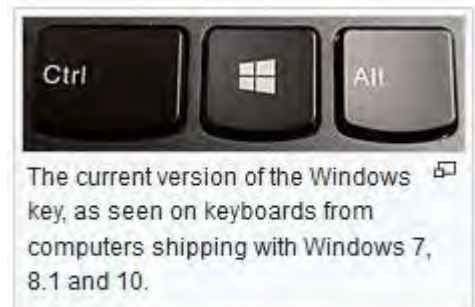 Ctrl Alt
The current version of the Windows
key, as seen on keyboards from
computers shipping with Windows 7,
8.1 and 10.